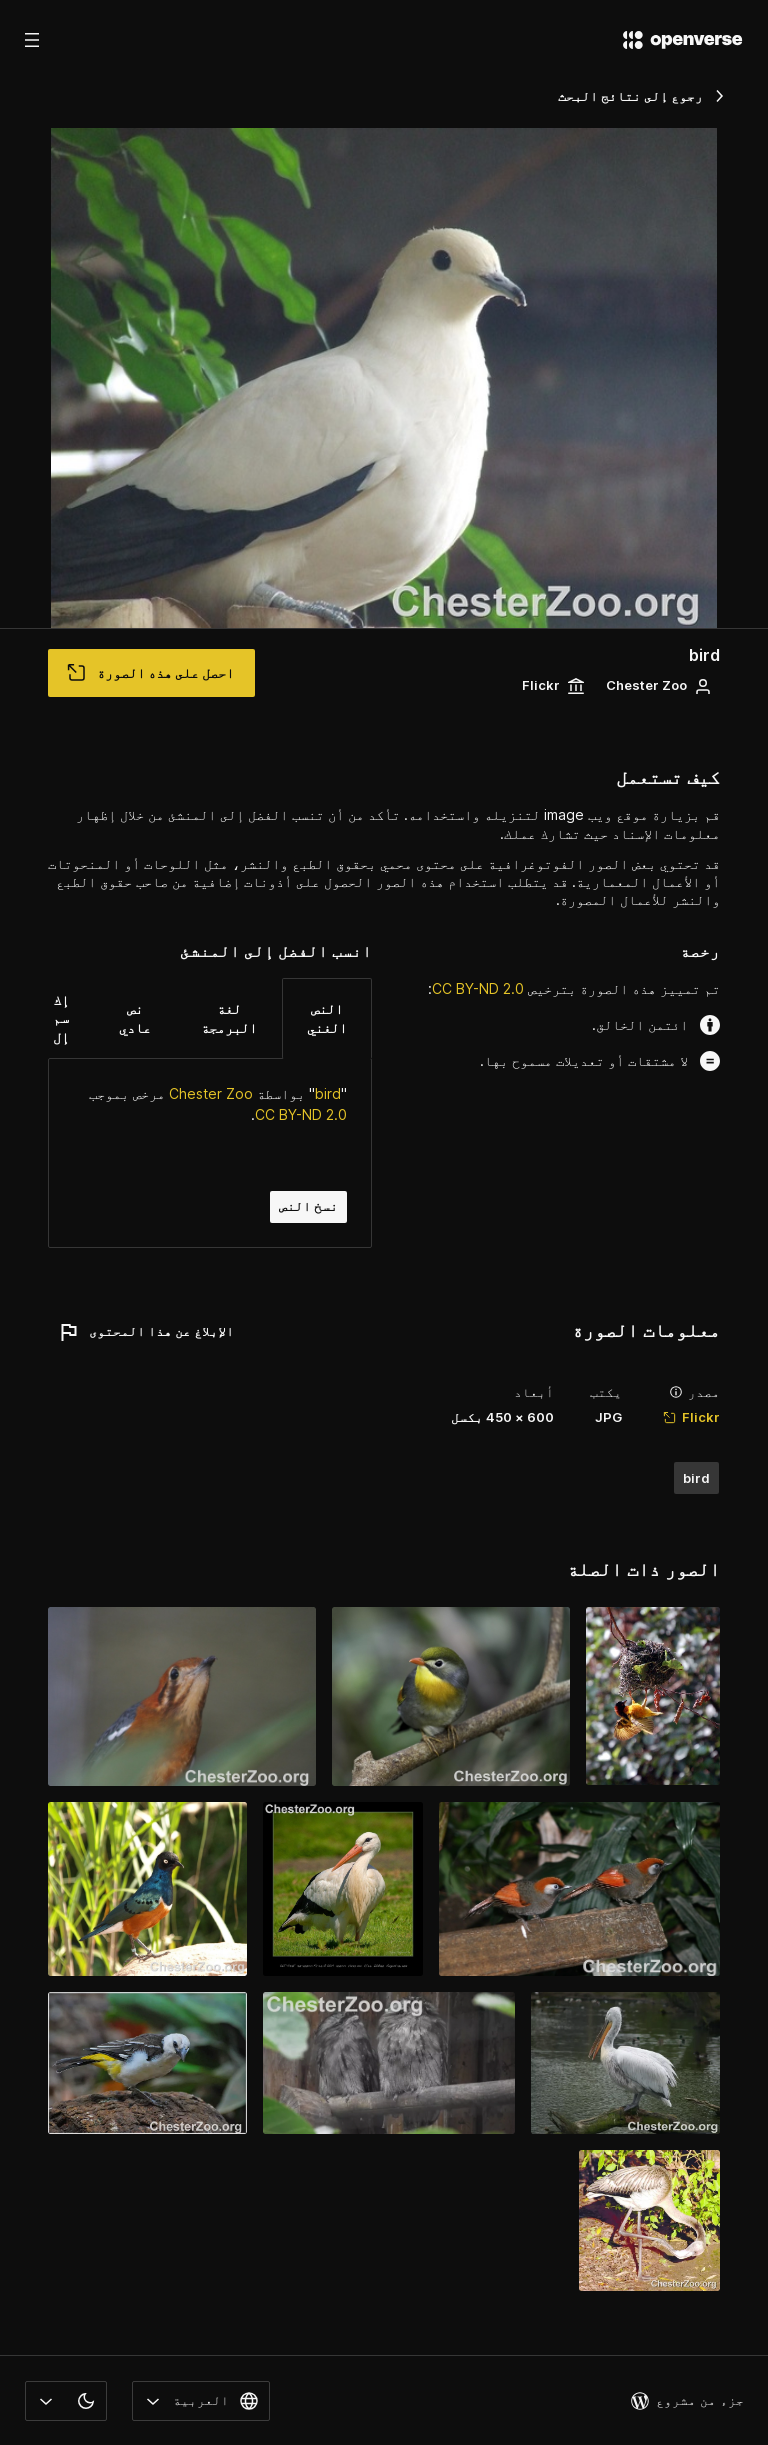 openverse
رجوع إلى نتائج البحث
ChesterZoo.org
bird
Chester Zoo
Flickr
احصل على هذه الصورة
كيف تستعمل
قم بزيارة موقع ويب image لتنزيله واستخدامه. تأكد من أن تنسب الفضل إلى المنشئ من خلال إظهار
معلومات الإسناد حيث تشارك عملك.
قد تحتوي بعض الصور الفوتوغرافية على محتوى محمي بحقوق الطبع والنشر، مثل اللوحات أو المنحوتات
أو الأعمال المعمارية. قد يتطلب استخدام هذه الصور الحصول على أذونات إضافية من صاحب حقوق الطبع
والنشر للأعمال المصورة.
رخصة
تم تمييز هذه الصورة بترخيص CC BY-ND 2.0:
ائتمن الخالق.
لا مشتقات أو تعديلات مسموح بها.
انسب الفضل إلى المنشئ
النص
الغني
لغة
البرمجة
نص
عادي
إك
سم
إل
"bird" بواسطة Chester Zoo مرخص بموجب
CC BY-ND 2.0.
نسخ النص
معلومات الصورة
الإبلاغ عن هذا المحتوى
مصدر
Flickr
يكتب
JPG
أبعاد
600 × 450 بكسل
bird
الصور ذات الصلة
ChesterZoo.org
ChesterZoo.org
ChesterZoo.org
ChesterZoo.org
ChesterZoo.org
ChesterZoo.org
ChesterZoo.org
ChesterZoo.org
ChesterZoo.org
جزء من مشروع
العربية